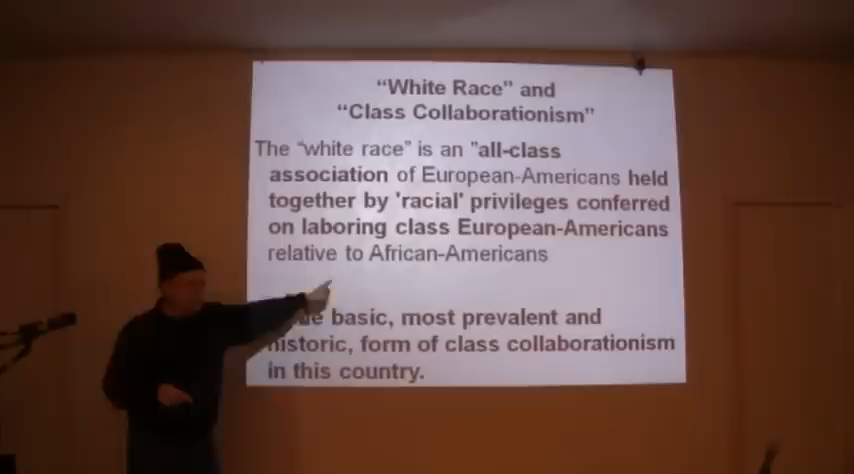 “White Race” and
“Class Collaborationism”
The “white race” is an "all-class
association of European-Americans held
together by 'racial' privileges conferred
on laboring class European-Americans
relative to African-Americans
basic, most prevalent and
historic, form of class collaborationism
in this country.